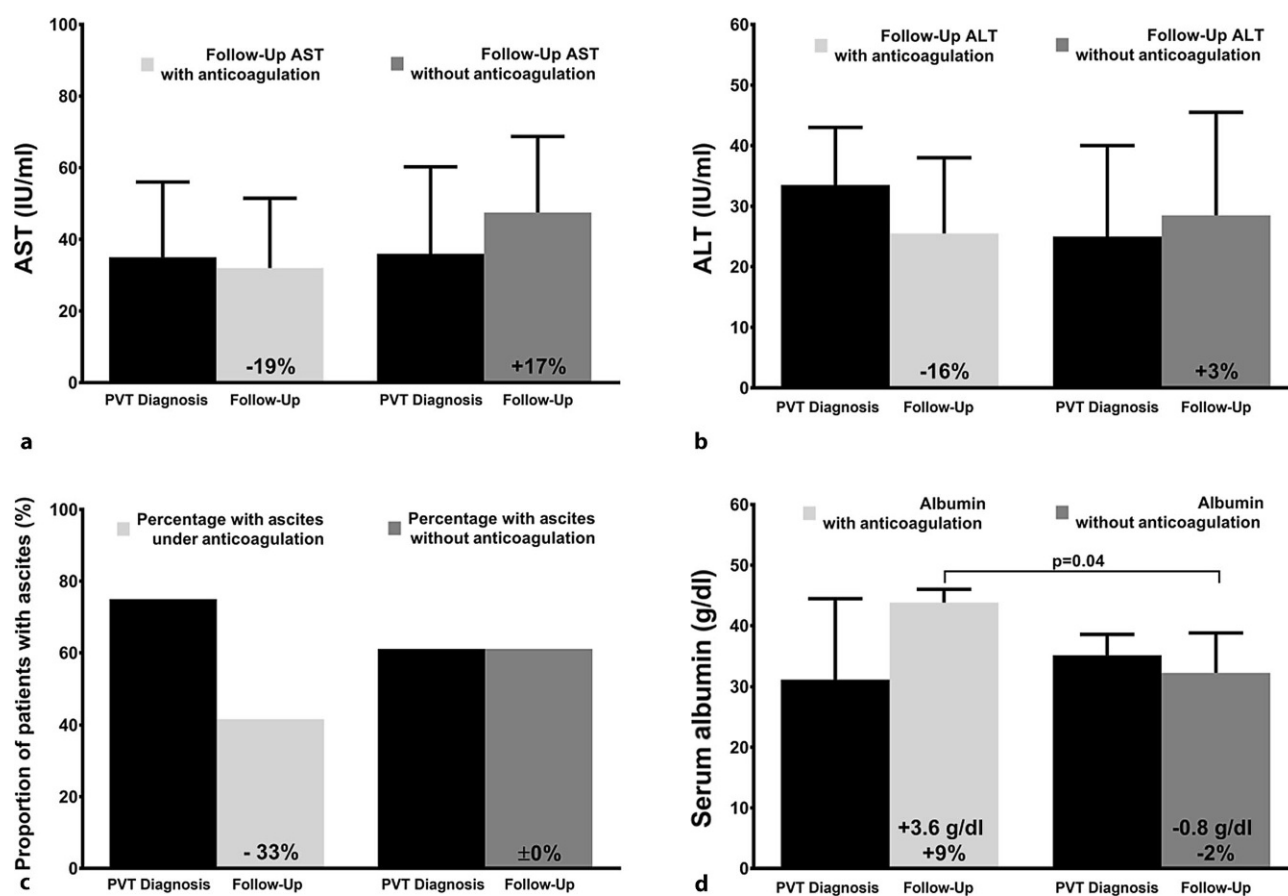 100
80
60
40
20
0
AST (IU/ml)
Follow-Up AST
with anticoagulation
Follow-Up AST
without anticoagulation
-19%
+17%
PVT Diagnosis
Follow-Up
PVT Diagnosis
Follow-Up
a
60
50
40
30
20
10
0
ALT (IU/ml)
Follow-Up ALT
with anticoagulation
Follow-Up ALT
without anticoagulation
-16%
+3%
PVT Diagnosis
Follow-Up
PVT Diagnosis
Follow-Up
b
100
80
60
40
20
0
Proportion of patients with ascites (%)
Percentage with ascites
under anticoagulation
Percentage with ascites
without anticoagulation
- 33%
±0%
PVT Diagnosis
Follow-Up
PVT Diagnosis
Follow-Up
c
60
50
40
30
20
10
0
Serum albumin (g/dl)
Albumin
with anticoagulation
Albumin
without anticoagulation
p=0.04
+3.6 g/dl
+9%
-0.8 g/dl
-2%
PVT Diagnosis
Follow-Up
PVT Diagnosis
Follow-Up
d